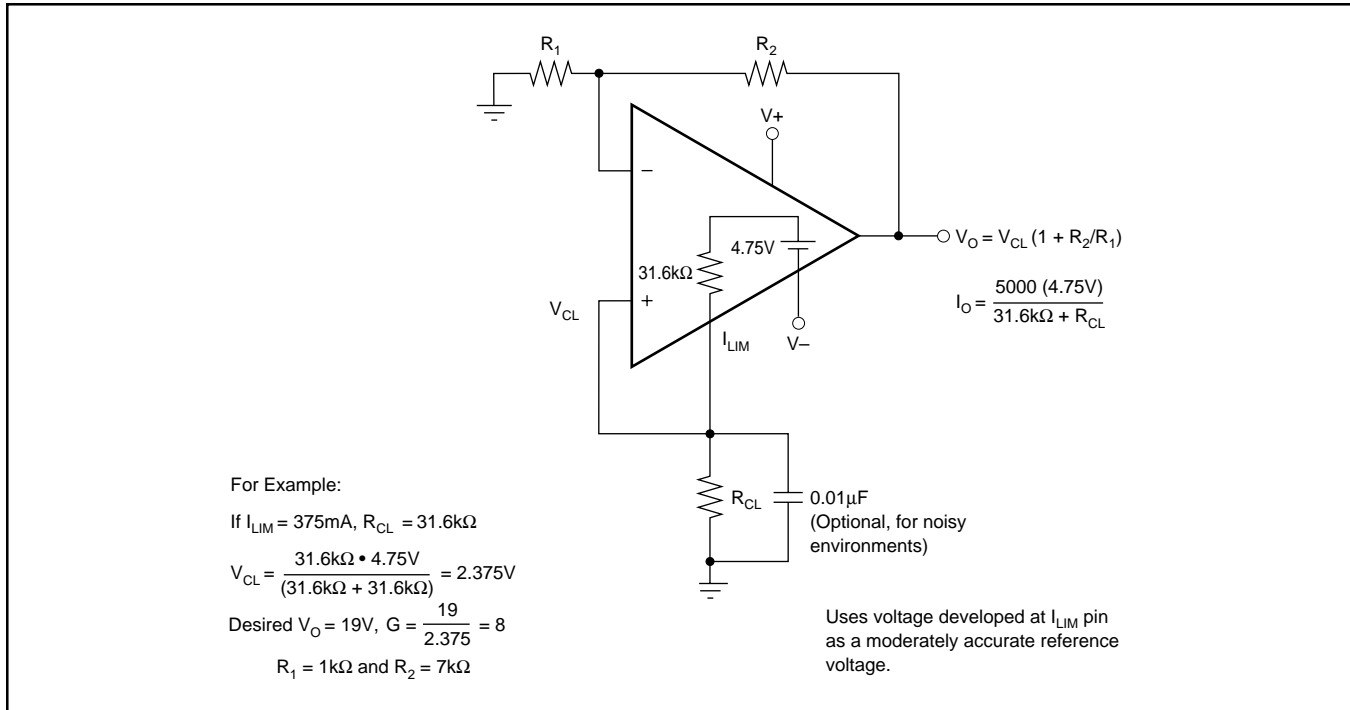 R1
R2
V+
−
4.75V
31.6kΩ
VO = VCL (1 + R2/R1)
IO = 5000 (4.75V) / 31.6kΩ + RCL
+
VCL
ILIM
V−
RCL
0.01µF
(Optional, for noisy
environments)
For Example:
If ILIM = 375mA, RCL = 31.6kΩ
VCL = 31.6kΩ • 4.75V / (31.6kΩ + 31.6kΩ) = 2.375V
Desired VO = 19V, G = 19 / 2.375 = 8
R1 = 1kΩ and R2 = 7kΩ
Uses voltage developed at ILIM pin
as a moderately accurate reference
voltage.